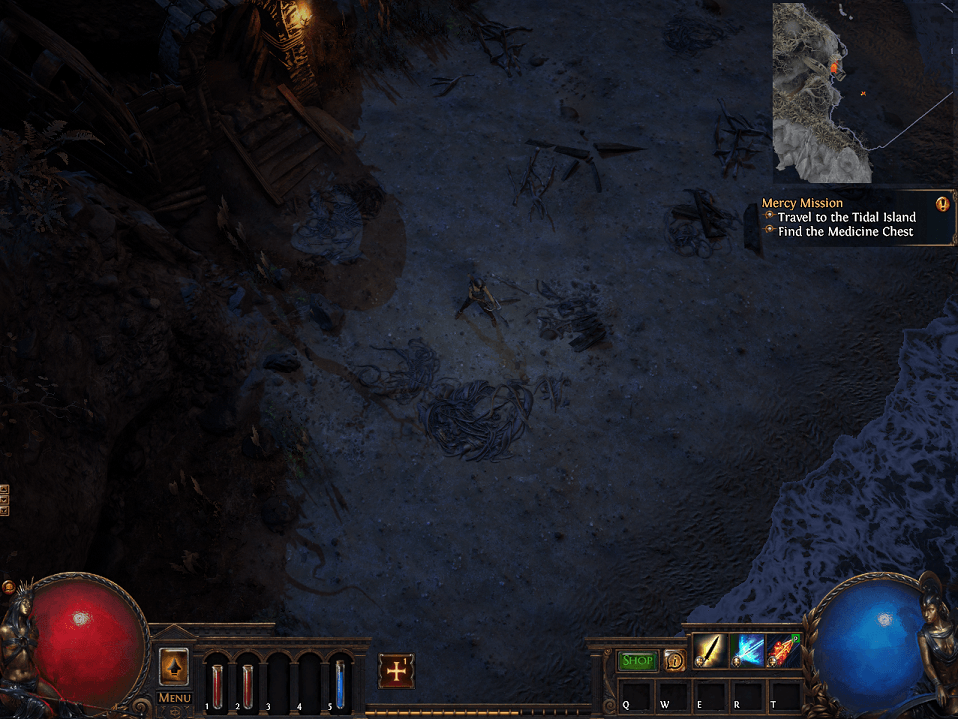 Mercy Mission
Travel to the Tidal Island
Find the Medicine Chest
SHOP
MENU
1 2 3 4 5
Q W E R T